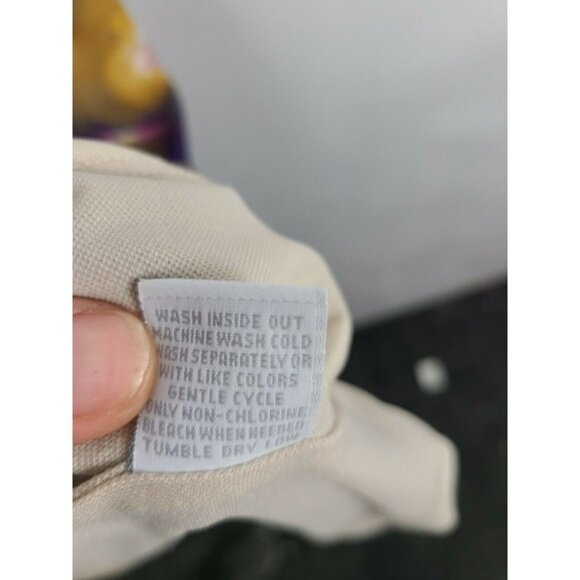 WASH INSIDE OUT
MACHINE WASH COLD
WASH SEPARATELY OR
WITH LIKE COLORS
GENTLE CYCLE
ONLY NON-CHLORINE
BLEACH WHEN NEEDED
TUMBLE DRY LOW